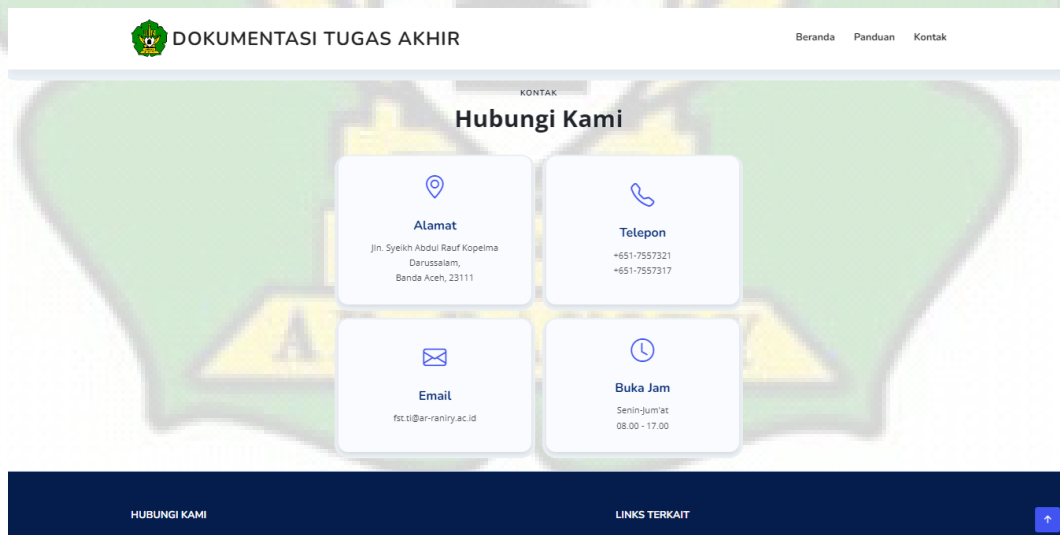 DOKUMENTASI TUGAS AKHIR
Beranda Panduan Kontak
KONTAK
Hubungi Kami
Alamat
Jln. Syeikh Abdul Rauf Kopelma
Darussalam,
Banda Aceh, 23111
Telepon
+651-7557321
+651-7557317
Email
fst.ti@ar-raniry.ac.id
Buka Jam
Senin-Jum'at
08.00 - 17.00
HUBUNGI KAMI
LINKS TERKAIT